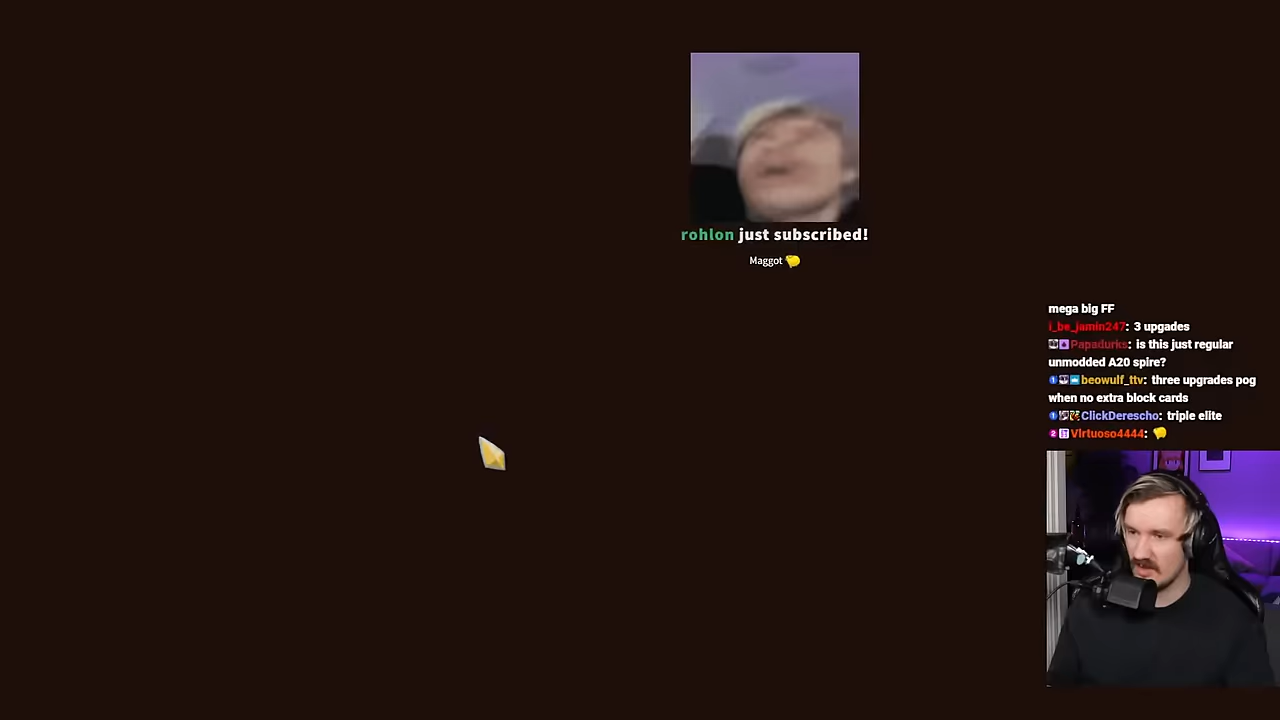 rohlon just subscribed!
Maggot
mega big FF
i_be_jamin247: 3 upgades
Papadurks: is this just regular
unmodded A20 spire?
beowulf_ttv: three upgrades pog
when no extra block cards
ClickDerescho: triple elite
V1rtuoso4444: